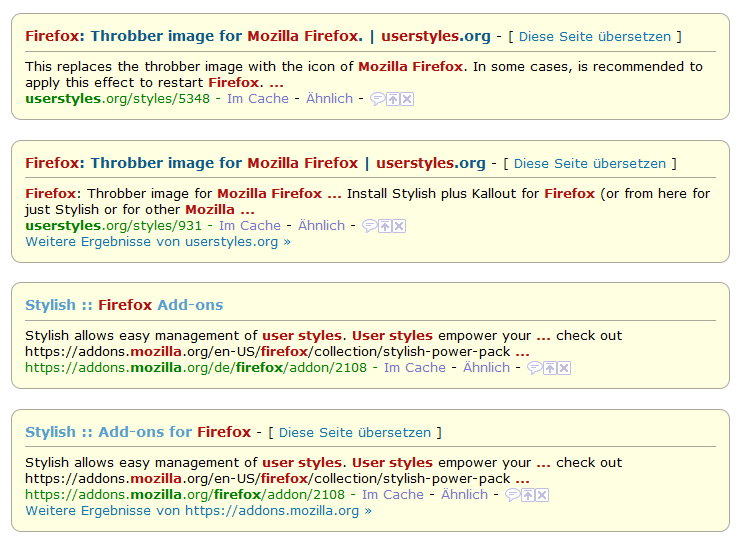 Firefox: Throbber image for Mozilla Firefox. | userstyles.org - [ Diese Seite übersetzen ]
This replaces the throbber image with the icon of Mozilla Firefox. In some cases, is recommended to
apply this effect to restart Firefox. ...
userstyles.org/styles/5348 - Im Cache - Ähnlich -
Firefox: Throbber image for Mozilla Firefox | userstyles.org - [ Diese Seite übersetzen ]
Firefox: Throbber image for Mozilla Firefox ... Install Stylish plus Kallout for Firefox (or from here for
just Stylish or for other Mozilla ...
userstyles.org/styles/931 - Im Cache - Ähnlich -
Weitere Ergebnisse von userstyles.org »
Stylish :: Firefox Add-ons
Stylish allows easy management of user styles. User styles empower your ... check out
https://addons.mozilla.org/en-US/firefox/collection/stylish-power-pack ...
https://addons.mozilla.org/de/firefox/addon/2108 - Im Cache - Ähnlich -
Stylish :: Add-ons for Firefox - [ Diese Seite übersetzen ]
Stylish allows easy management of user styles. User styles empower your ... check out
https://addons.mozilla.org/en-US/firefox/collection/stylish-power-pack ...
https://addons.mozilla.org/firefox/addon/2108 - Im Cache - Ähnlich -
Weitere Ergebnisse von https://addons.mozilla.org »